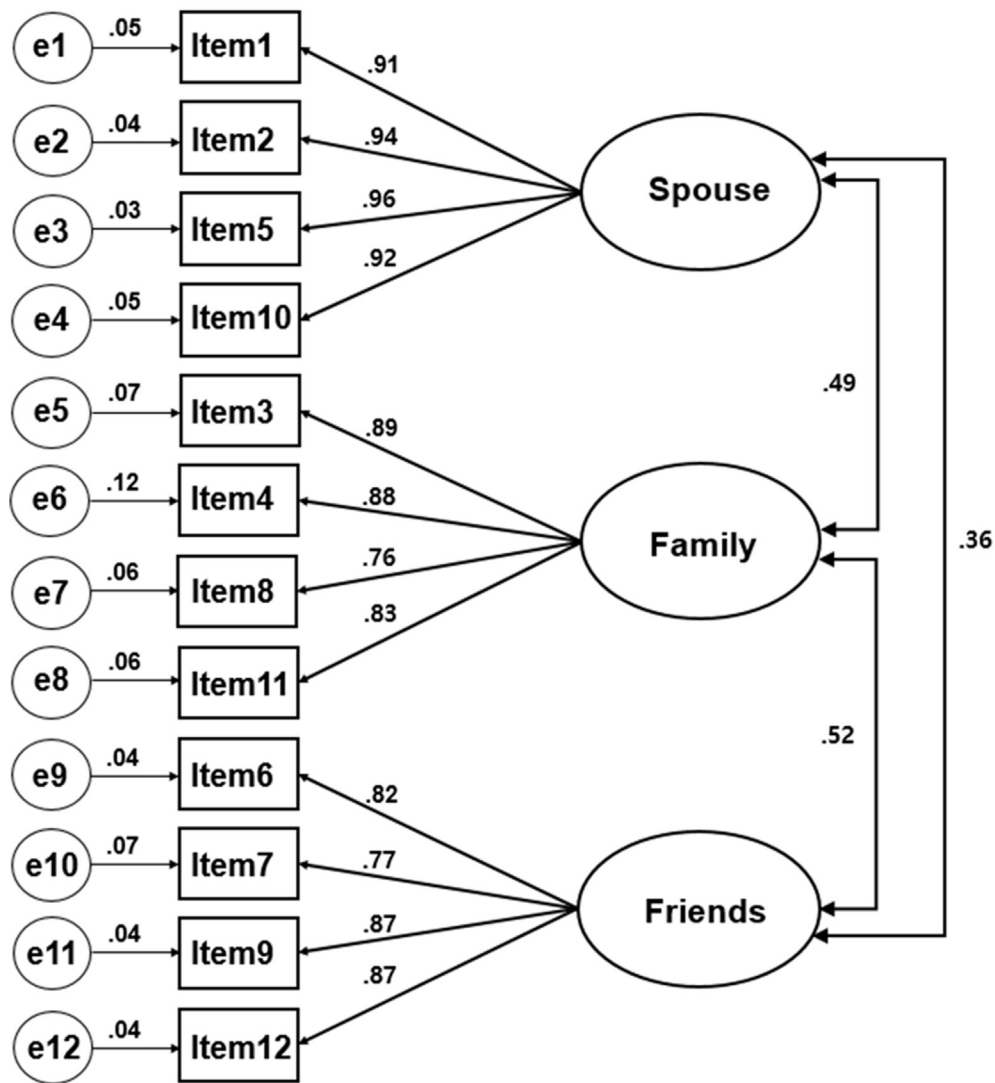 e1 .05 Item1 .91
e2 .04 Item2 .94
e3 .03 Item5 .96
e4 .05 Item10 .92
Spouse
e5 .07 Item3 .89
e6 .12 Item4 .88
e7 .06 Item8 .76
e8 .06 Item11 .83
Family
e9 .04 Item6 .82
e10 .07 Item7 .77
e11 .04 Item9 .87
e12 .04 Item12 .87
Friends
.49
.36
.52